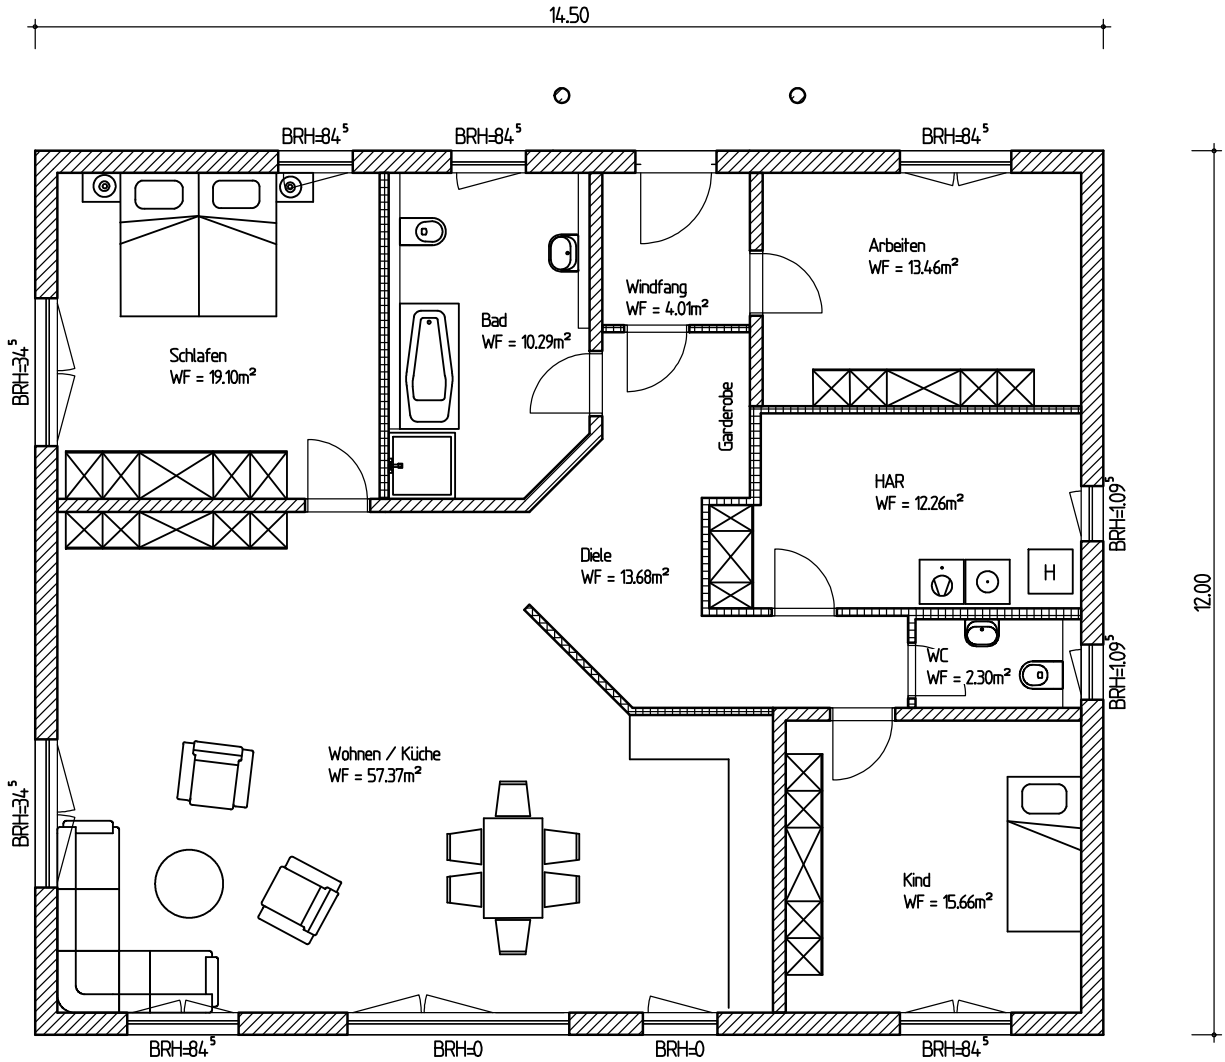 14.50
BRH=84⁵
BRH=84⁵
BRH=84⁵
Arbeiten
WF = 13.46m²
Windfang
WF = 4.01m²
Bad
WF = 10.29m²
Schlafen
WF = 19.10m²
BRH=34⁵
Garderobe
HAR
WF = 12.26m²
BRH=1.09⁵
Diele
WF = 13.68m²
H
12.00
WC
WF = 2.30m²
BRH=1.09⁵
Wohnen / Küche
WF = 57.37m²
BRH=34⁵
Kind
WF = 15.66m²
BRH=84⁵
BRH=0
BRH=0
BRH=84⁵